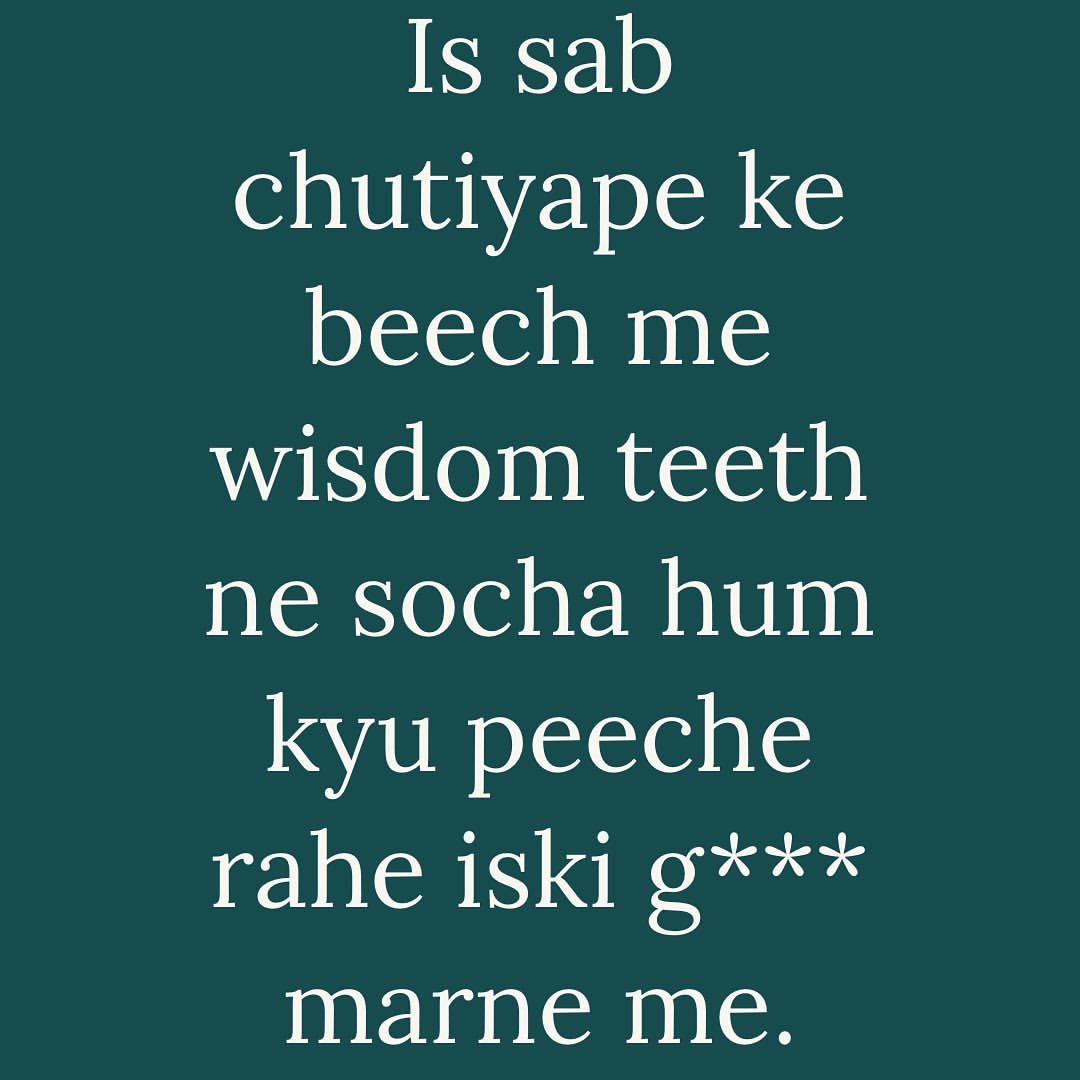 Is sab
chutiyape ke
beech me
wisdom teeth
ne socha hum
kyu peeche
rahe iski g***
marne me.